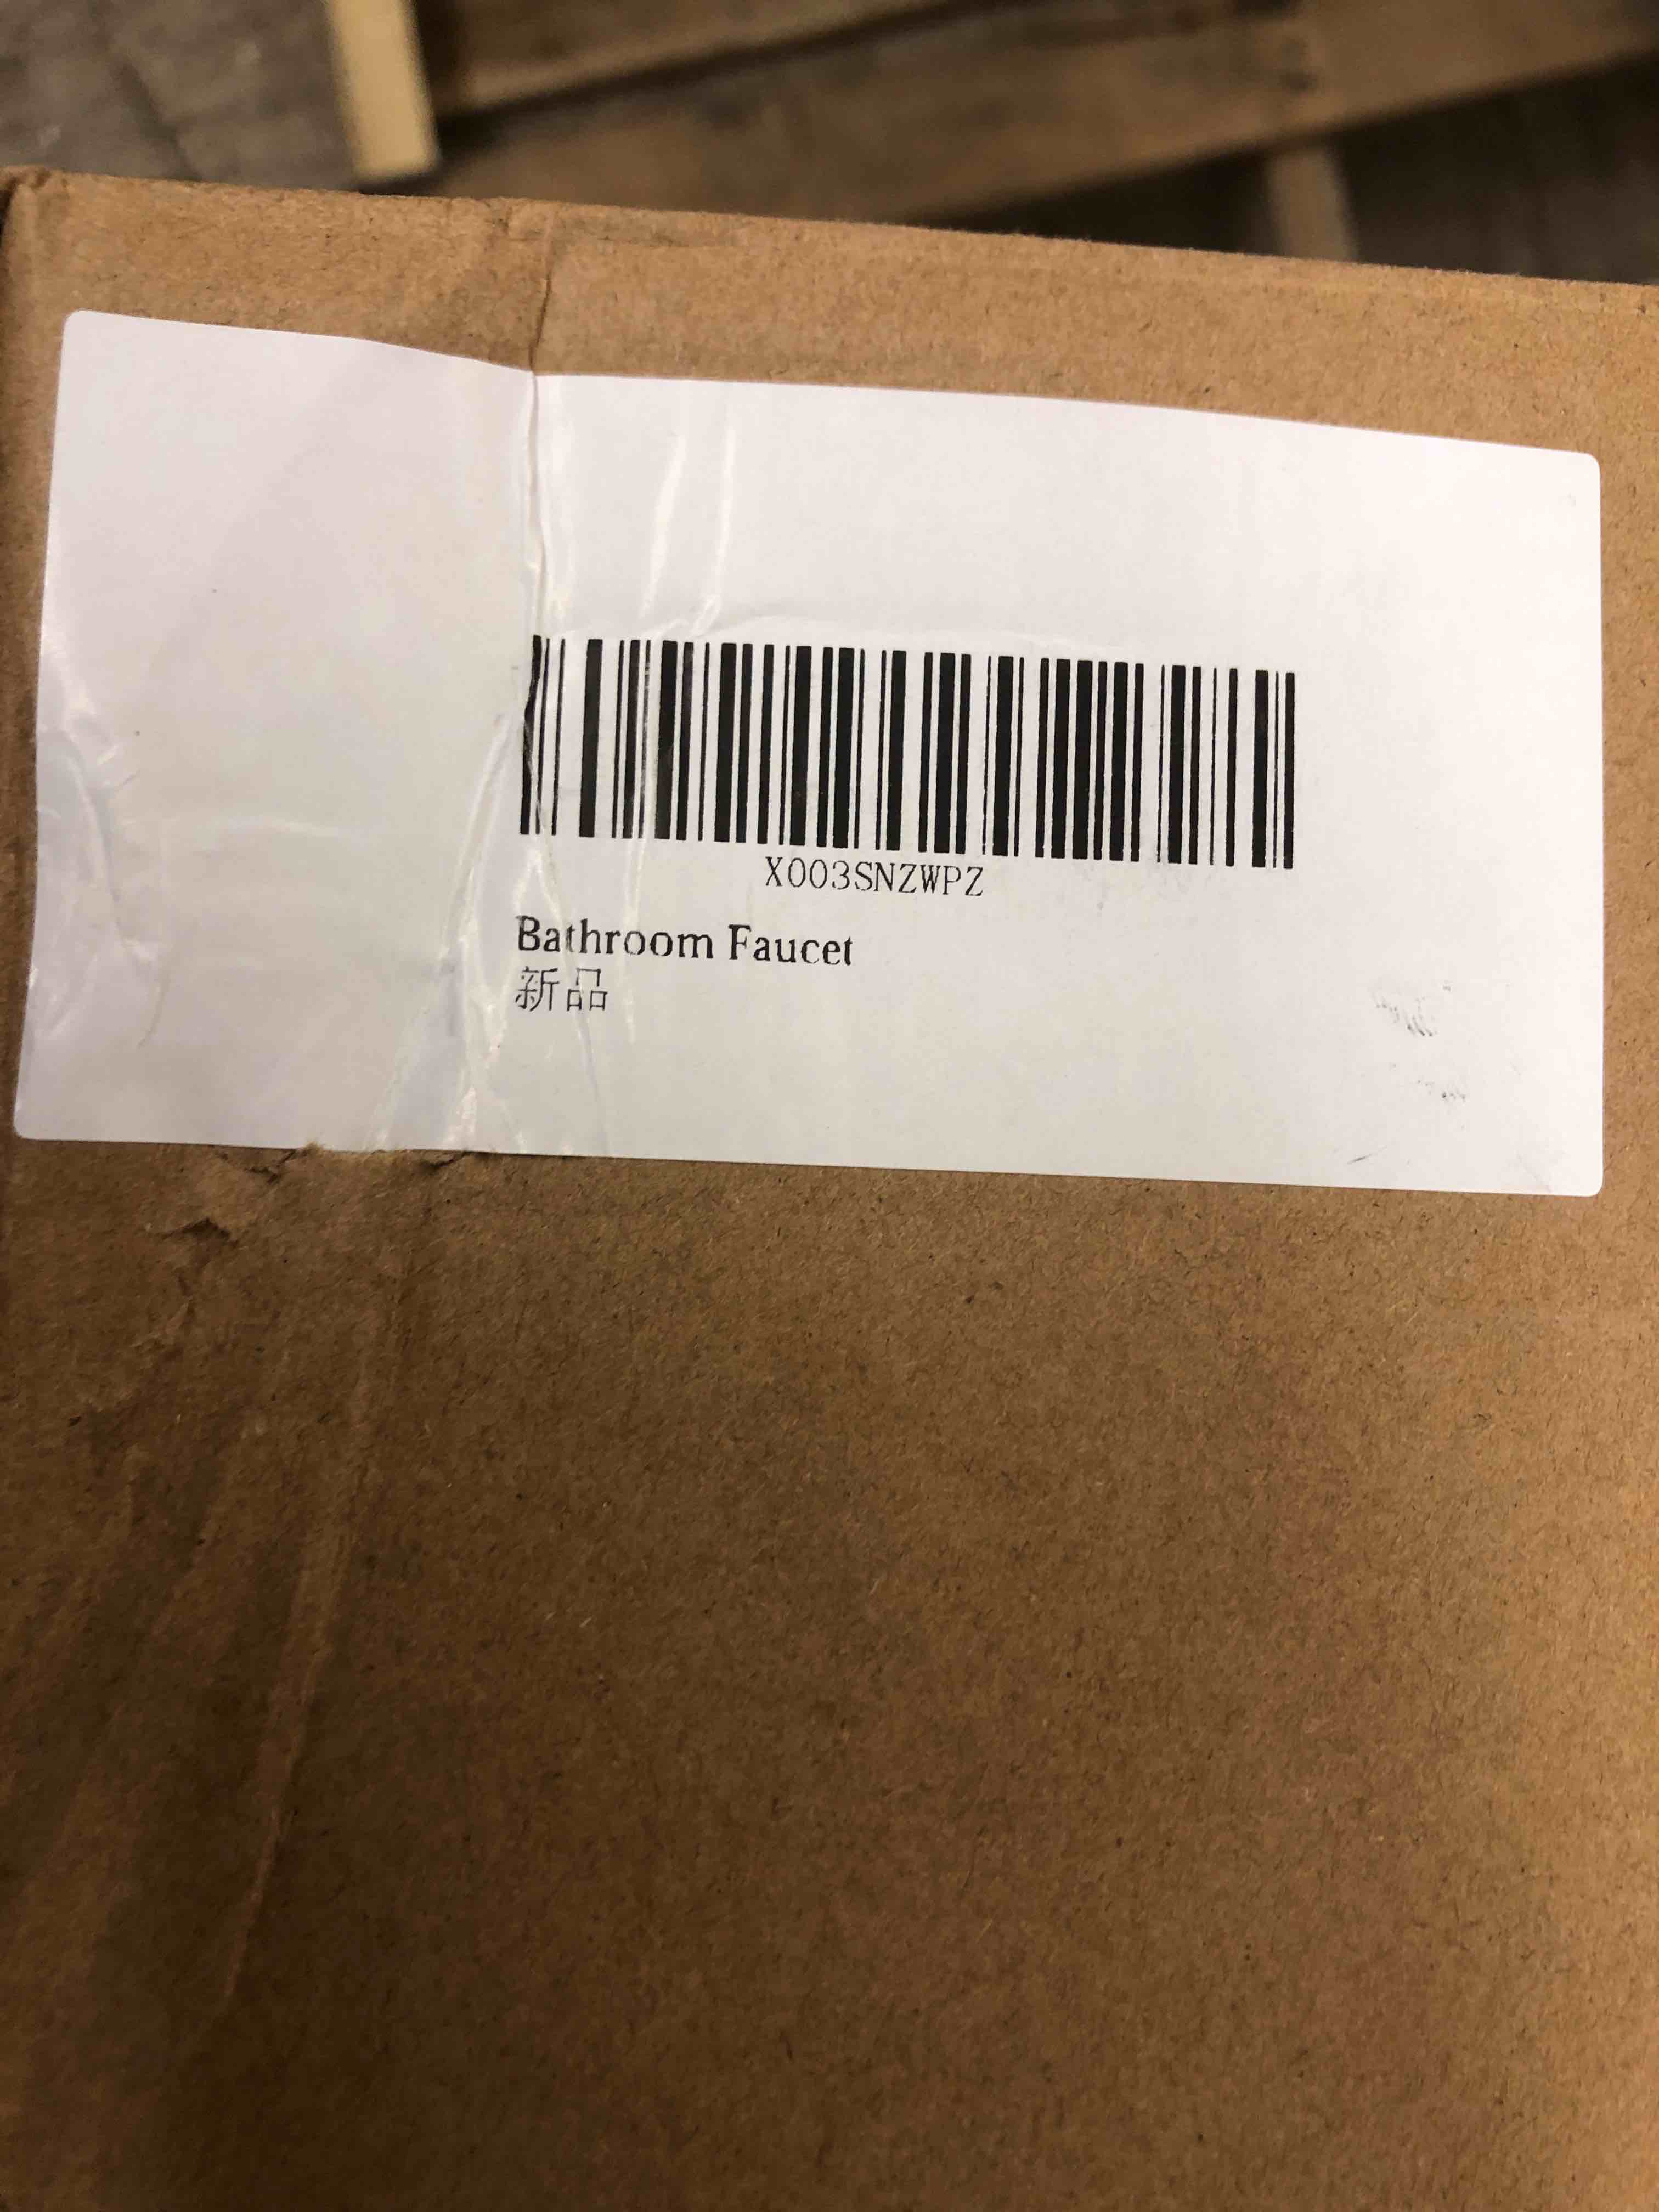 X003SNZWPZ
Bathroom Faucet
新品